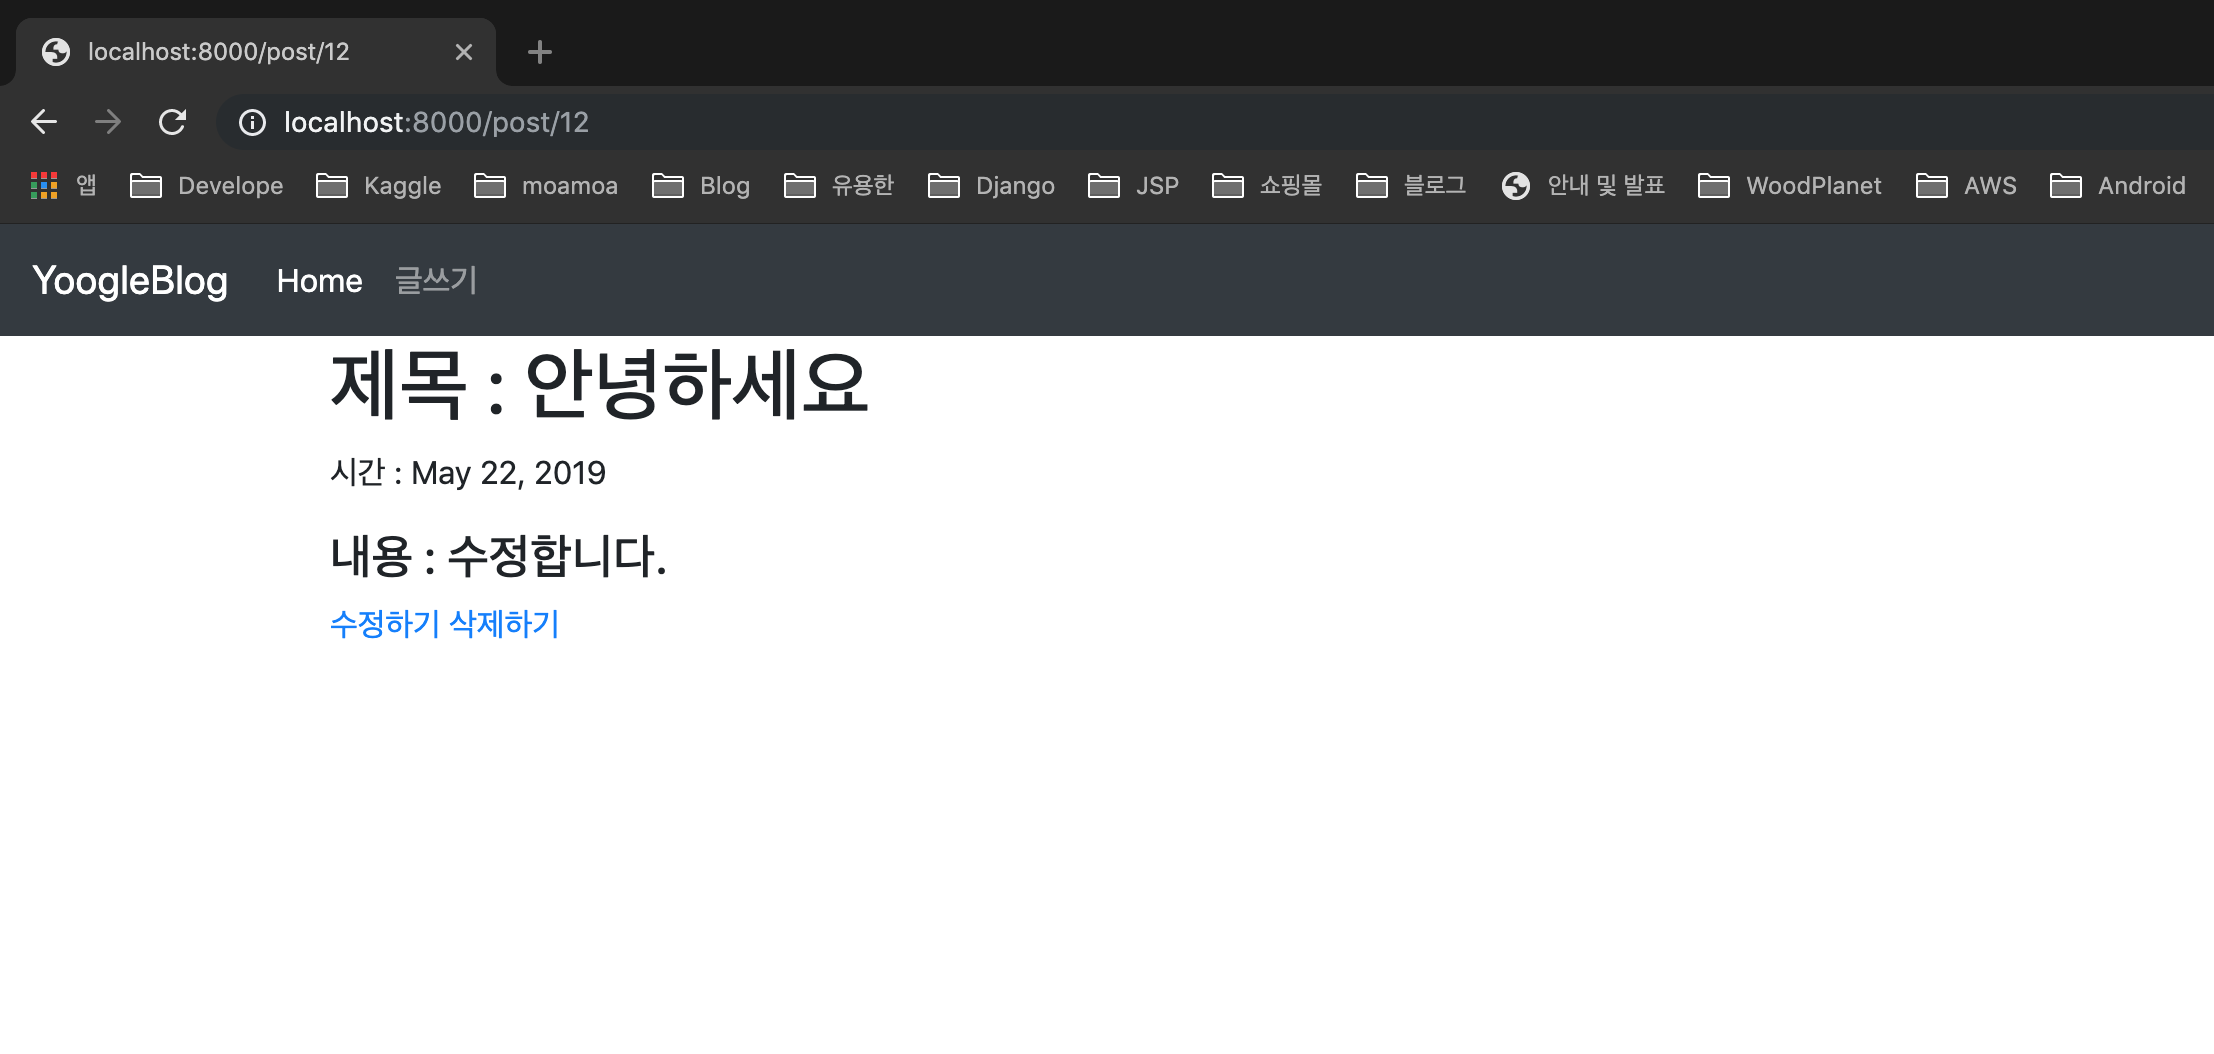 localhost:8000/post/12
localhost:8000/post/12
앱 Develope Kaggle moamoa Blog 유용한 Django JSP 쇼핑몰 블로그 안내 및 발표 WoodPlanet AWS Android
YoogleBlog Home 글쓰기
제목 : 안녕하세요
시간 : May 22, 2019
내용 : 수정합니다.
수정하기 삭제하기